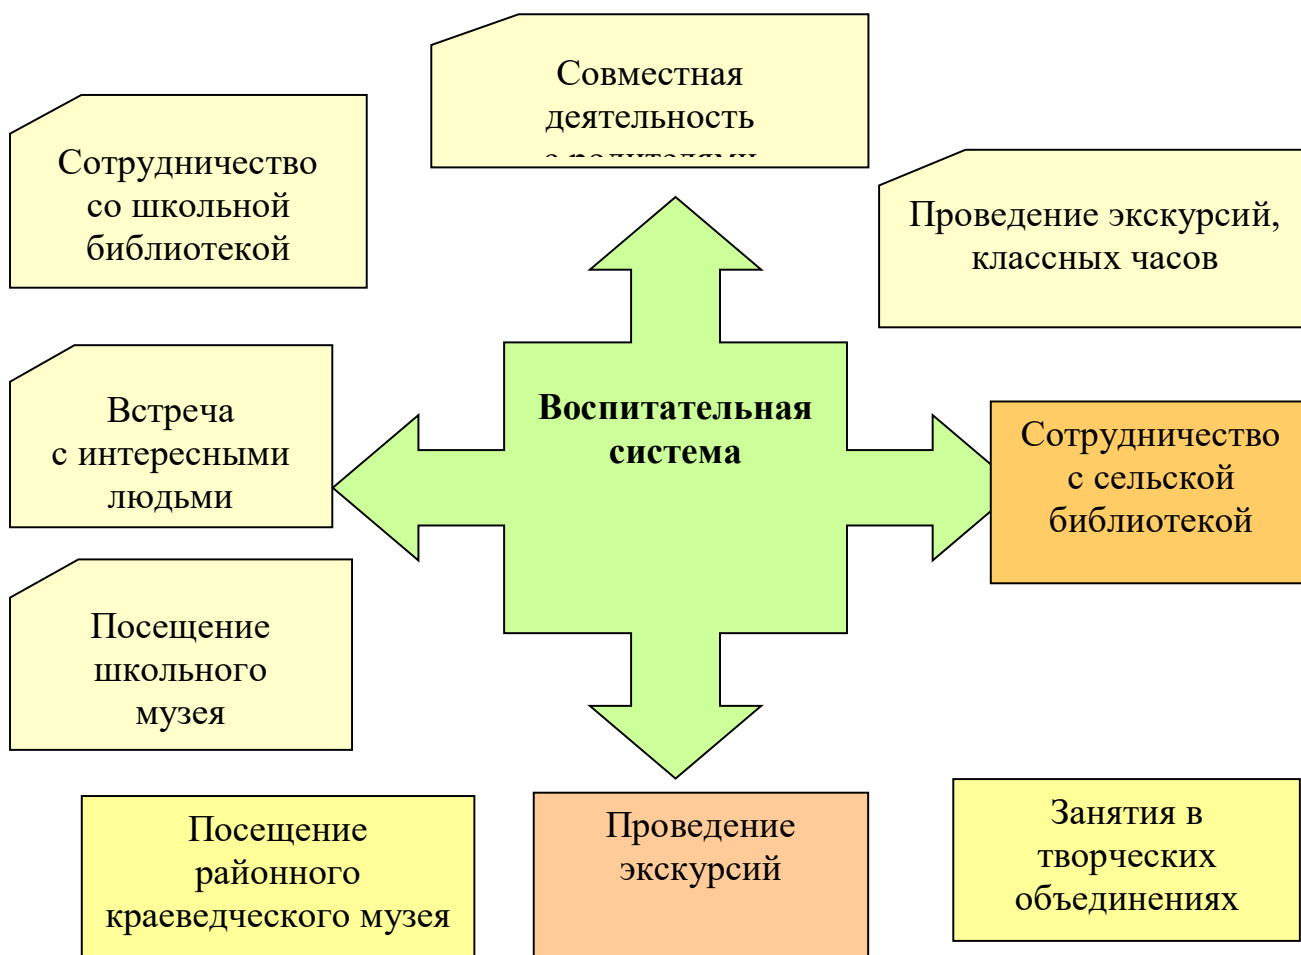 Совместная
деятельность
с родителями
Сотрудничество
со школьной
библиотекой
Проведение экскурсий,
классных часов
Встреча
с интересными
людьми
Воспитательная
система
Сотрудничество
с сельской
библиотекой
Посещение
школьного
музея
Посещение
районного
краеведческого музея
Проведение
экскурсий
Занятия в
творческих
объединениях